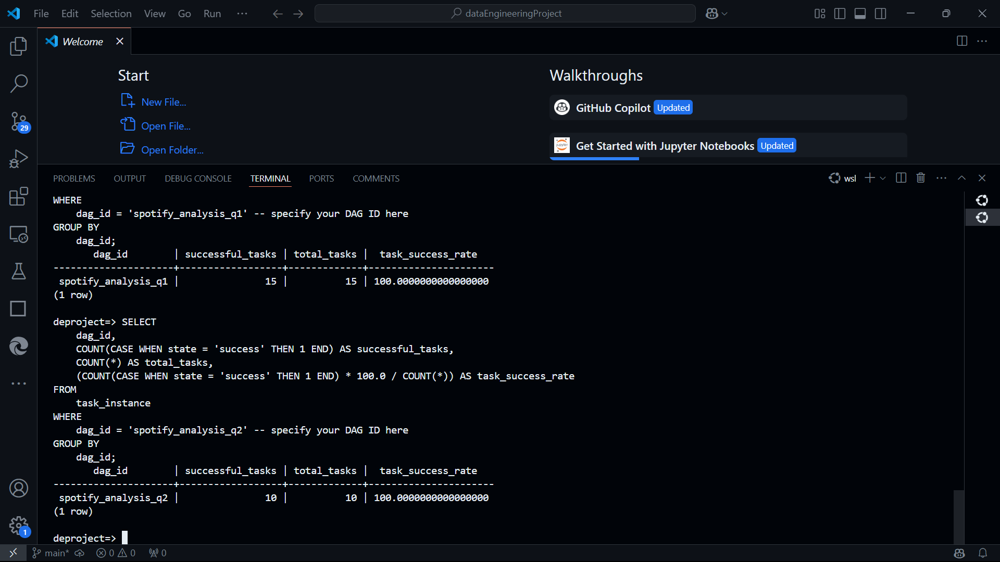 File Edit Selection View Go Run ··· dataEngineeringProject
Welcome
Start
New File...
Open File...
Open Folder...
Walkthroughs
GitHub Copilot Updated
jupyter
Get Started with Jupyter Notebooks Updated
29
PROBLEMS OUTPUT DEBUG CONSOLE TERMINAL PORTS COMMENTS wsl
WHERE
    dag_id = 'spotify_analysis_q1' -- specify your DAG ID here
GROUP BY
    dag_id;
       dag_id        | successful_tasks | total_tasks |  task_success_rate
---------------------+------------------+-------------+----------------------
 spotify_analysis_q1 |               15 |          15 | 100.0000000000000000
(1 row)
deproject=> SELECT
    dag_id,
    COUNT(CASE WHEN state = 'success' THEN 1 END) AS successful_tasks,
    COUNT(*) AS total_tasks,
    (COUNT(CASE WHEN state = 'success' THEN 1 END) * 100.0 / COUNT(*)) AS task_success_rate
FROM
    task_instance
WHERE
    dag_id = 'spotify_analysis_q2' -- specify your DAG ID here
GROUP BY
    dag_id;
       dag_id        | successful_tasks | total_tasks |  task_success_rate
---------------------+------------------+-------------+----------------------
 spotify_analysis_q2 |               10 |          10 | 100.0000000000000000
(1 row)
deproject=>
1
main* 0 0 0